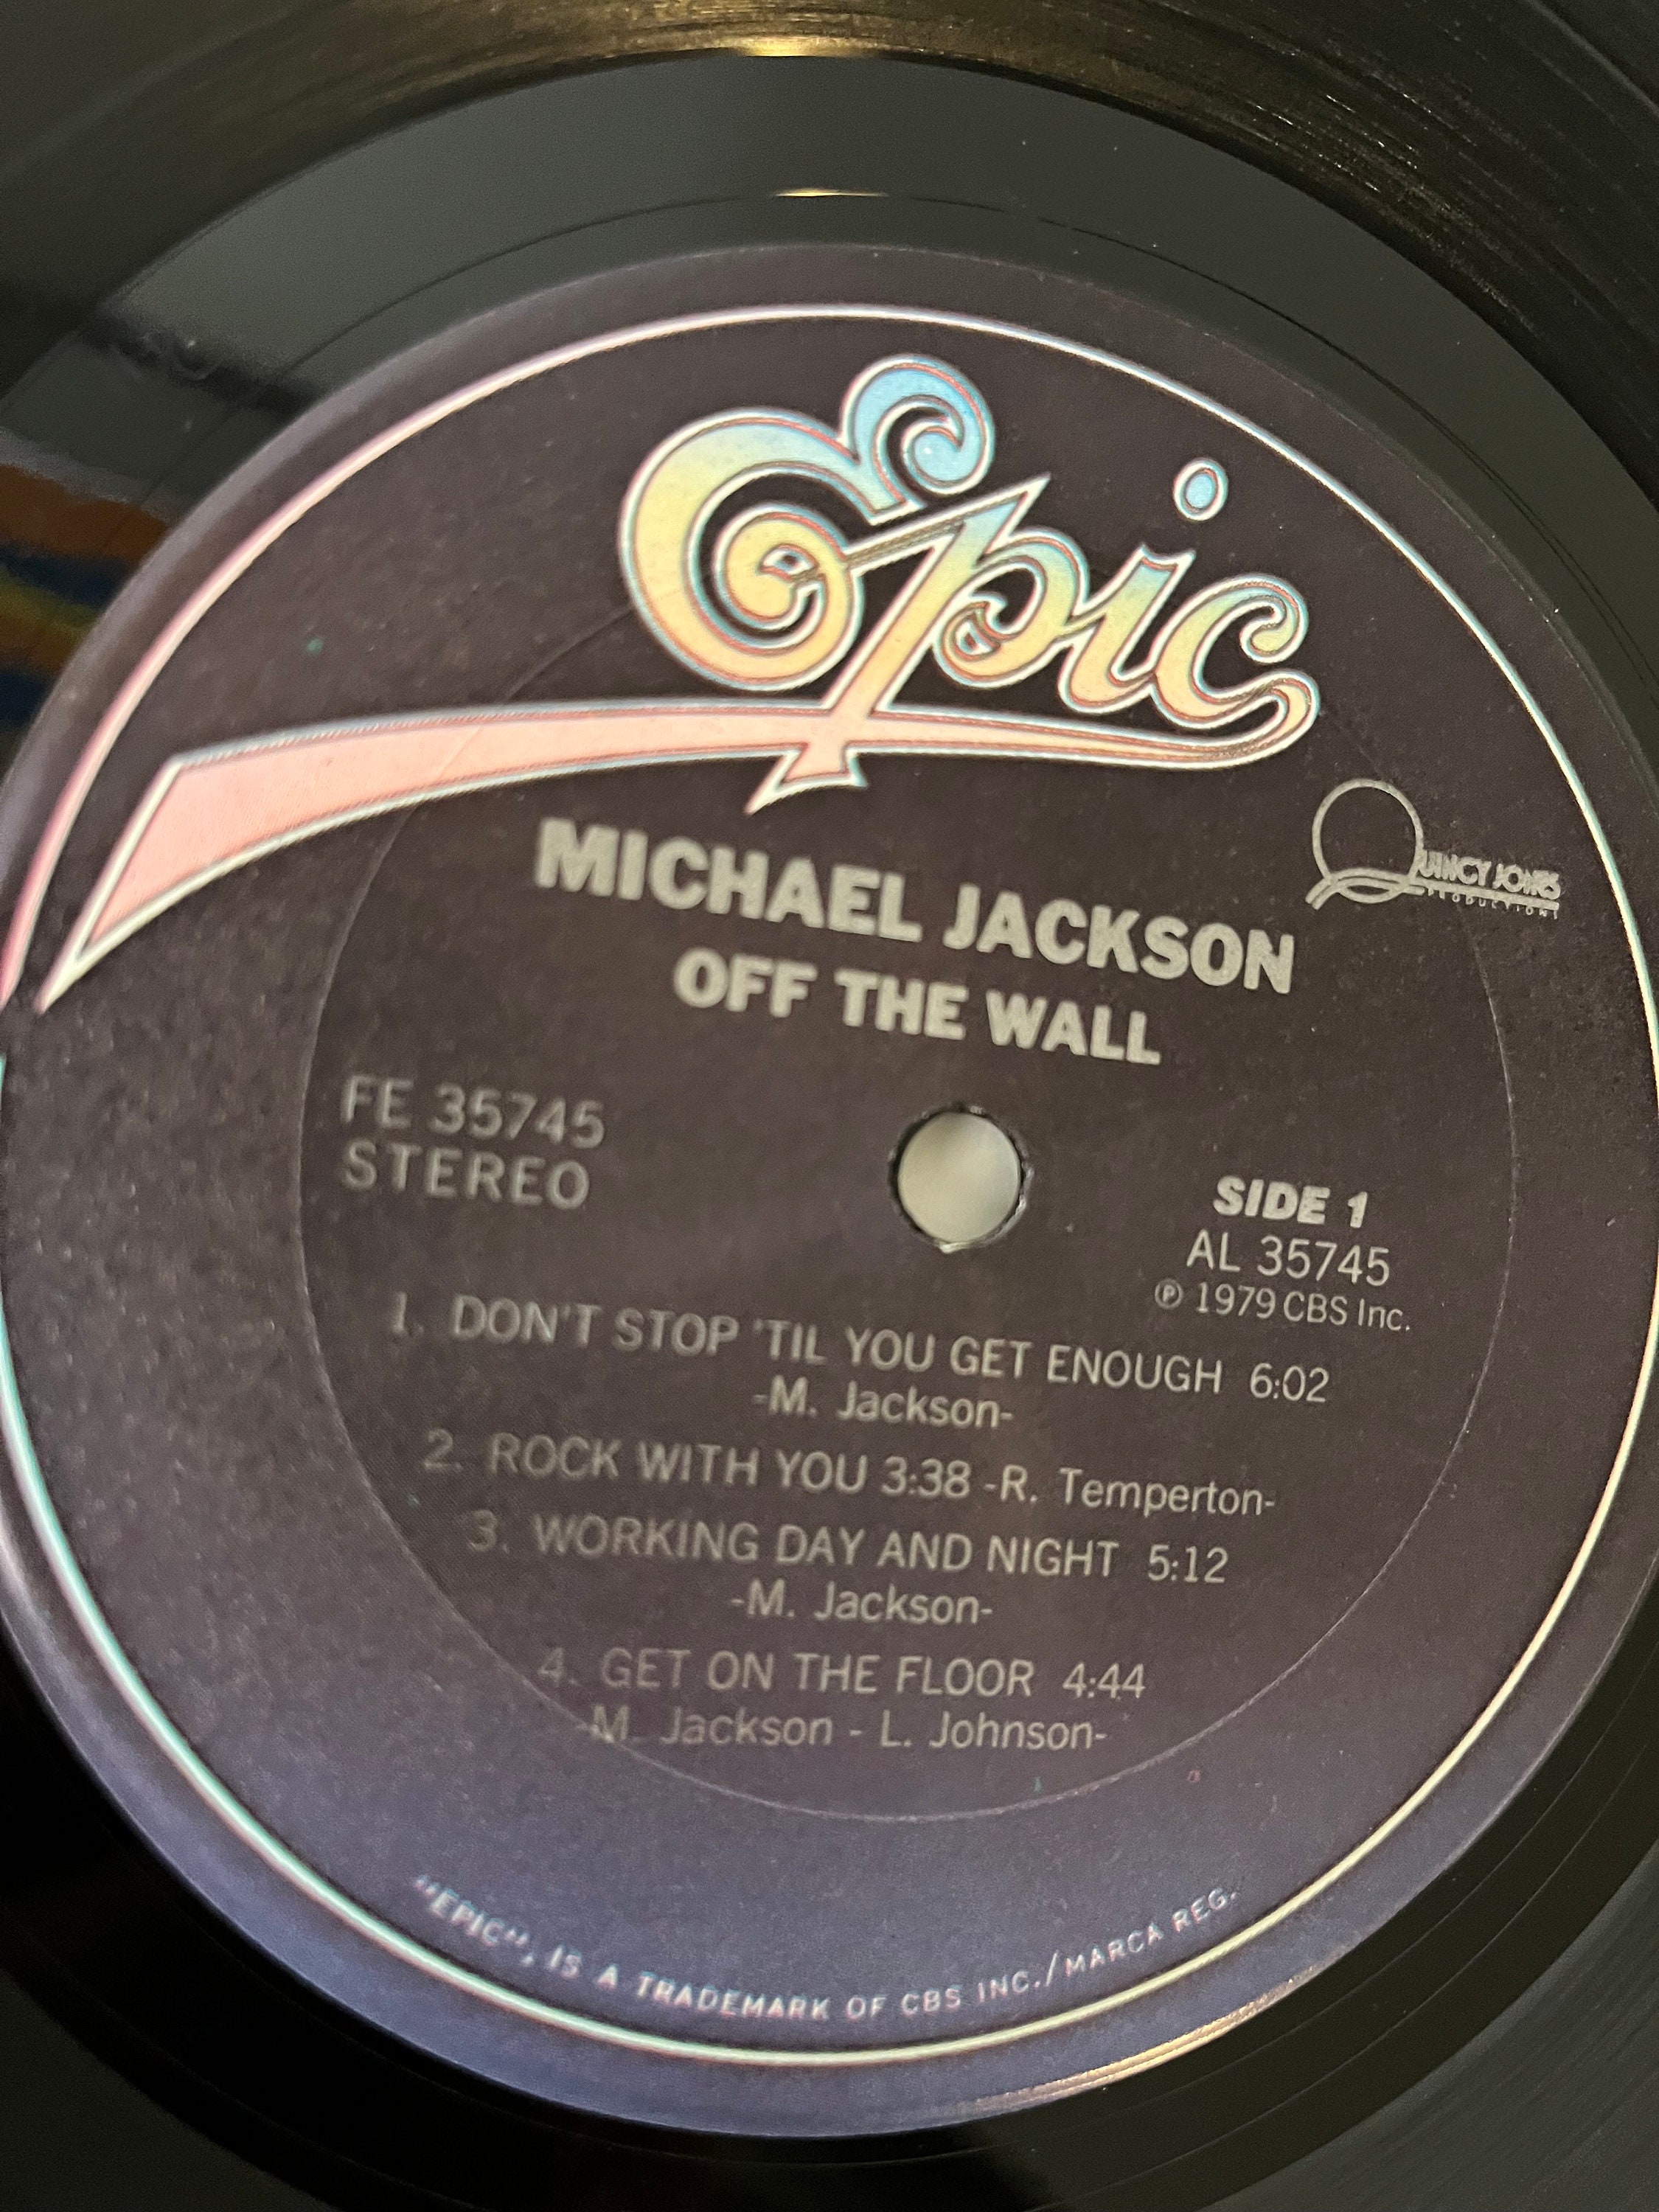 Epic
MICHAEL JACKSON
QUINCY JONES
PRODUCTIONS
OFF THE WALL
FE 35745
STEREO
SIDE 1
AL 35745
℗ 1979 CBS Inc.
1. DON'T STOP 'TIL YOU GET ENOUGH 6:02
-M. Jackson-
2. ROCK WITH YOU 3:38 -R. Temperton-
3. WORKING DAY AND NIGHT 5:12
-M. Jackson-
4. GET ON THE FLOOR 4:44
-M. Jackson - L. Johnson-
"EPIC", IS A TRADEMARK OF CBS INC./MARCA REG.